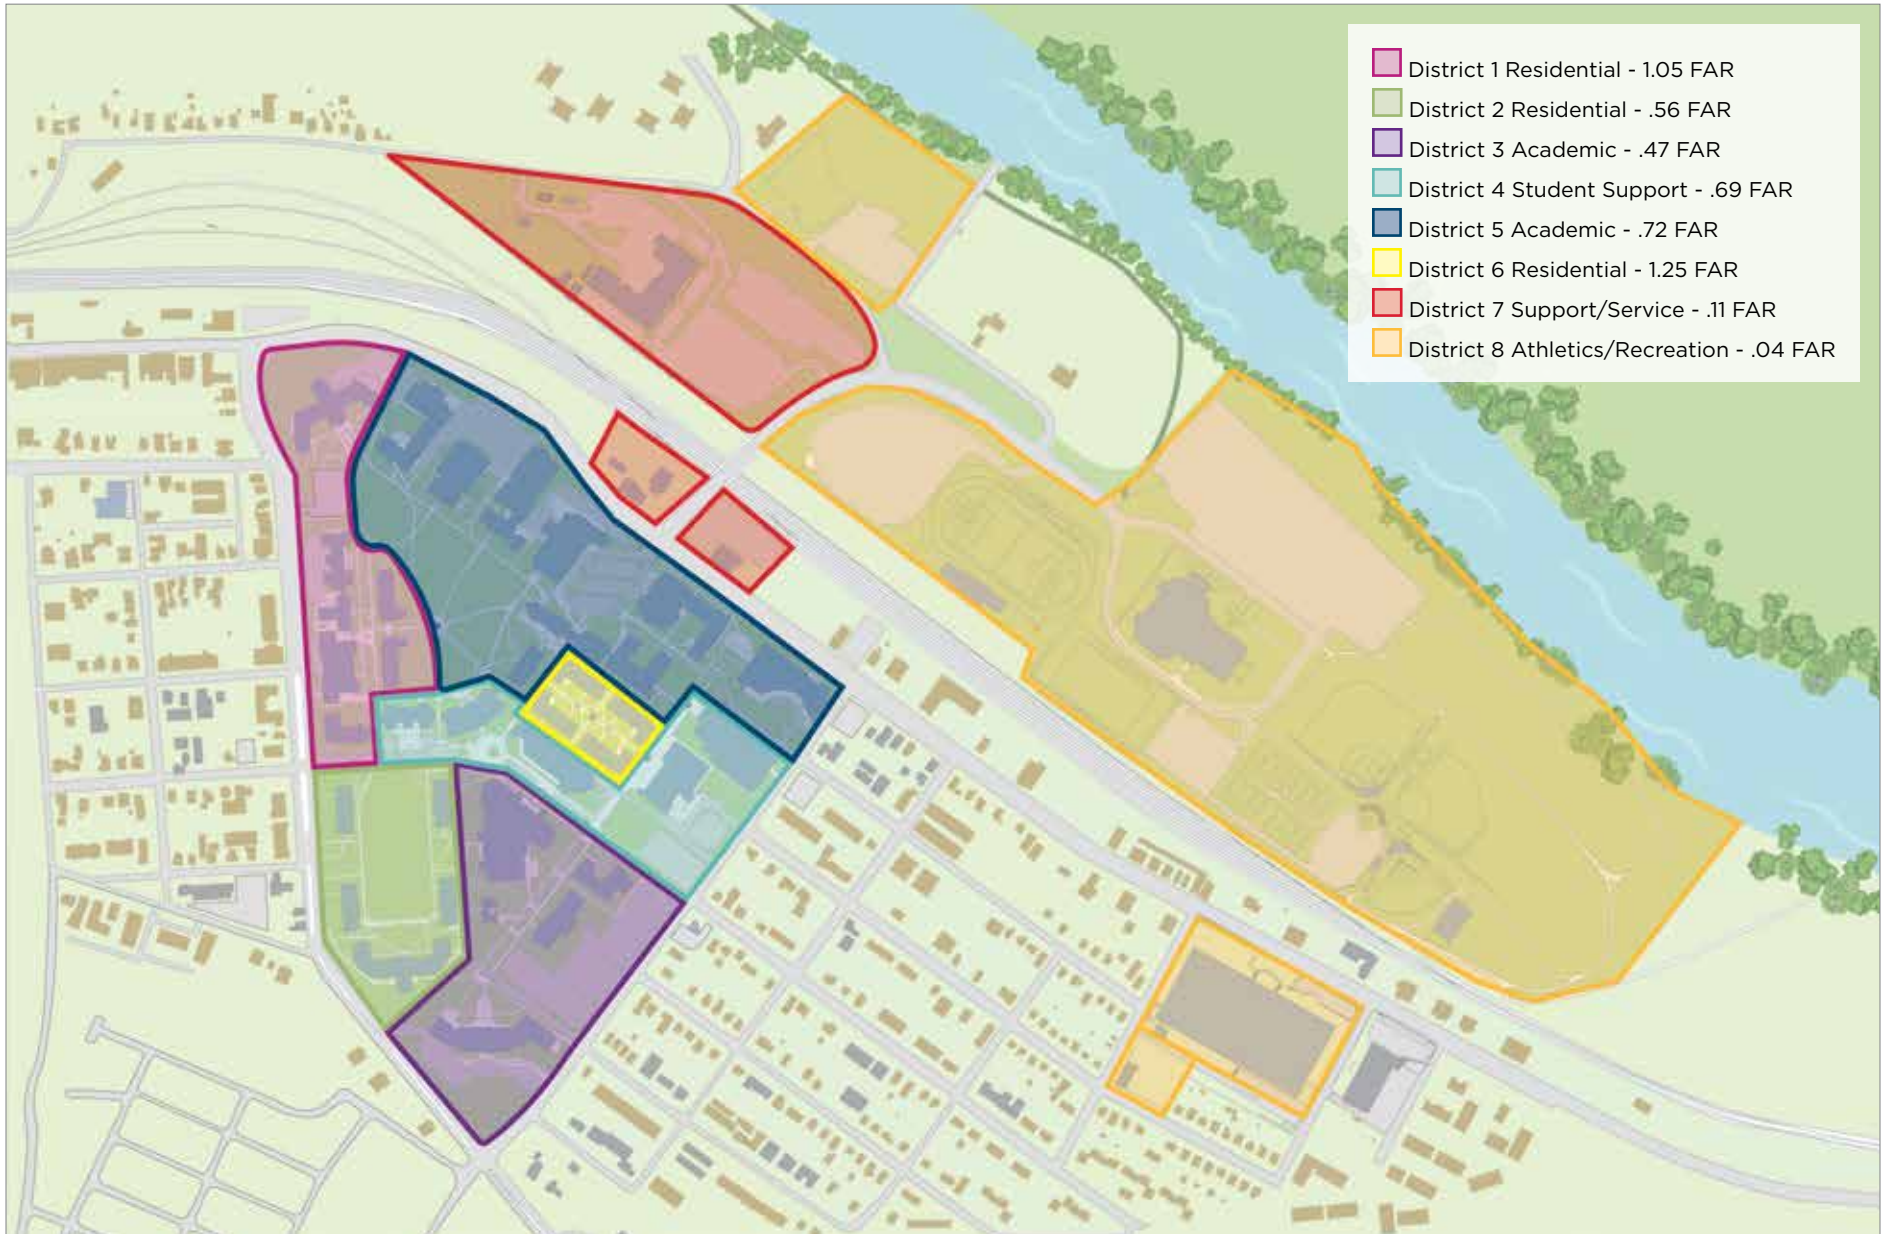 District 1 Residential - 1.05 FAR
District 2 Residential - .56 FAR
District 3 Academic - .47 FAR
District 4 Student Support - .69 FAR
District 5 Academic - .72 FAR
District 6 Residential - 1.25 FAR
District 7 Support/Service - .11 FAR
District 8 Athletics/Recreation - .04 FAR